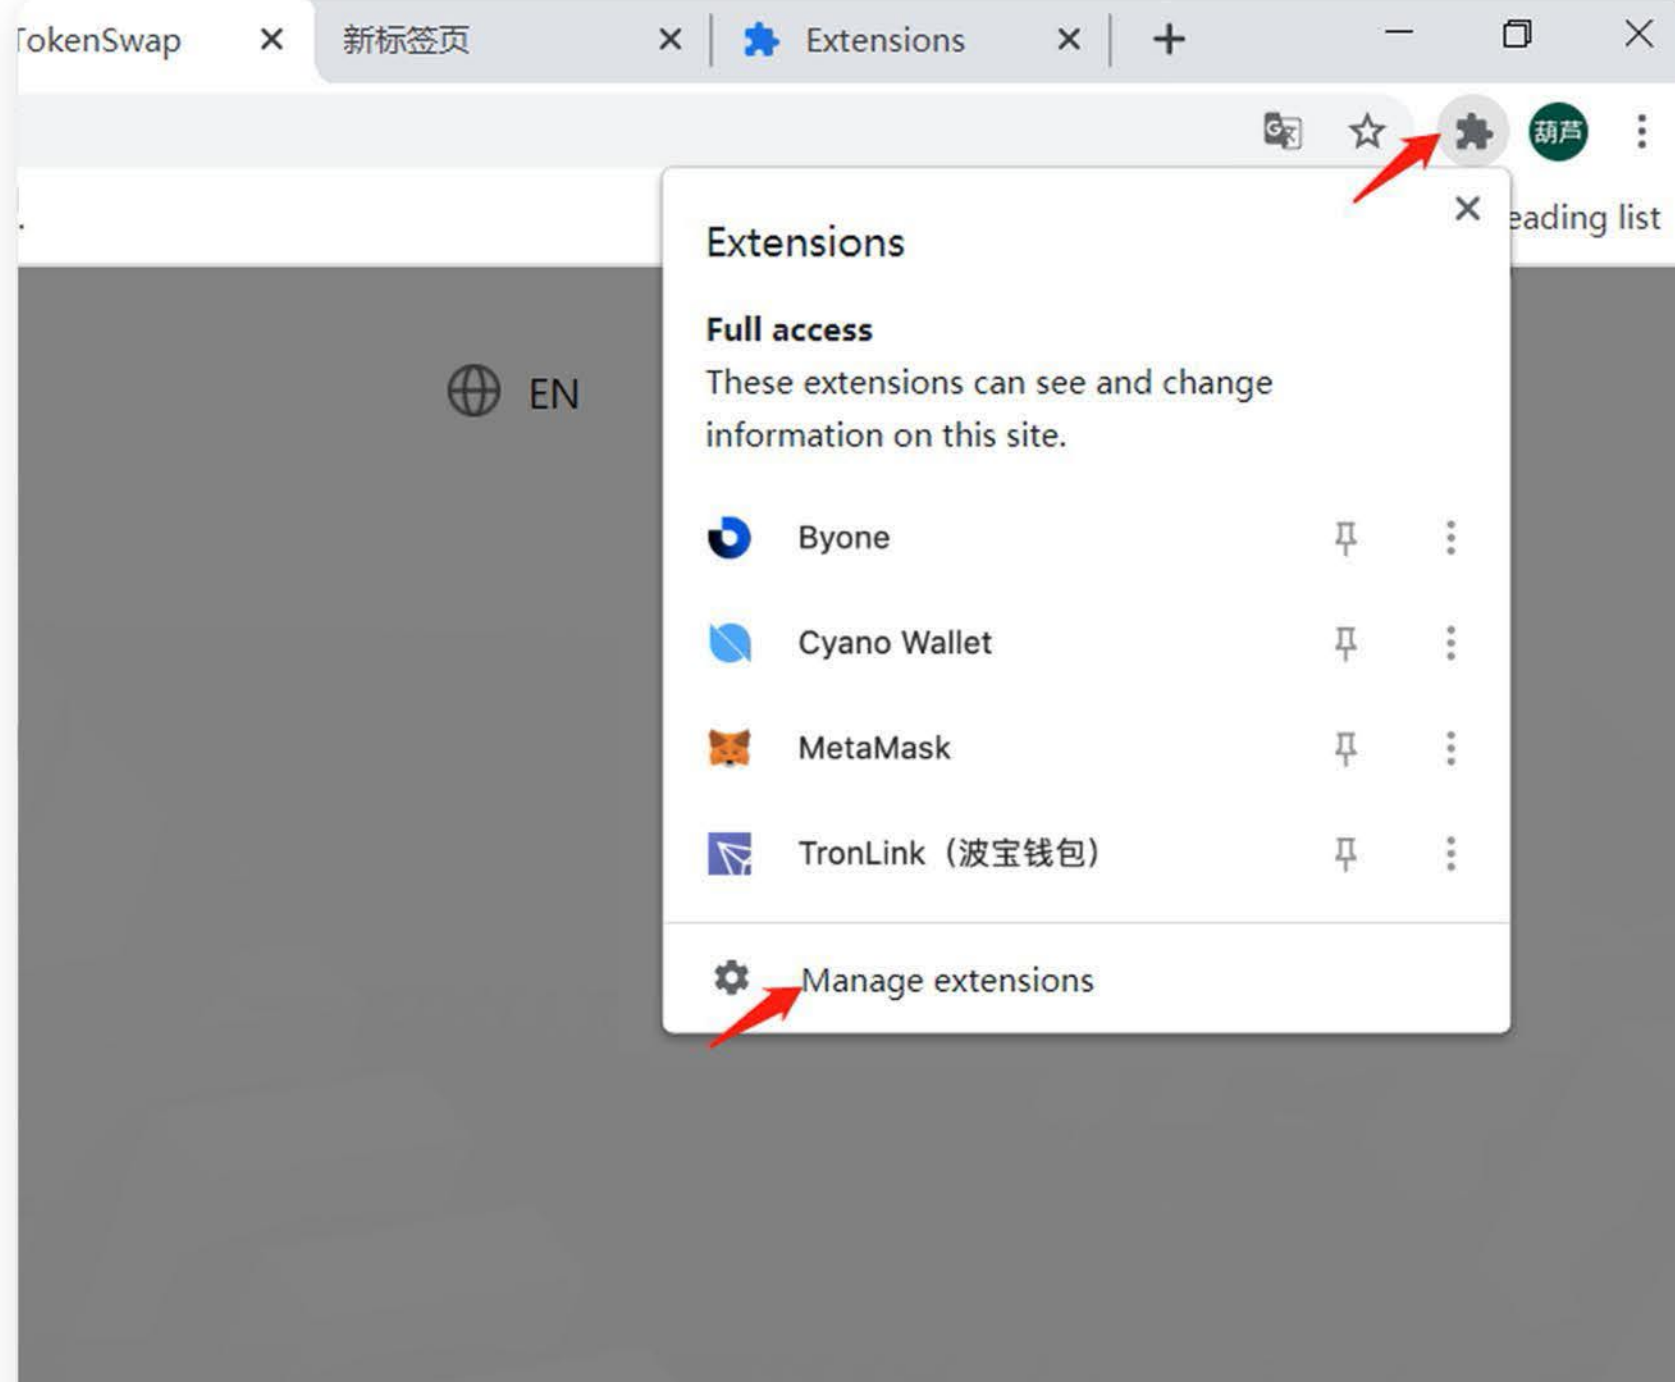 TokenSwap
新标签页
Extensions
葫芦
eading list
Extensions
Full access
These extensions can see and change
information on this site.
EN
Byone
Cyano Wallet
MetaMask
TronLink（波宝钱包）
Manage extensions